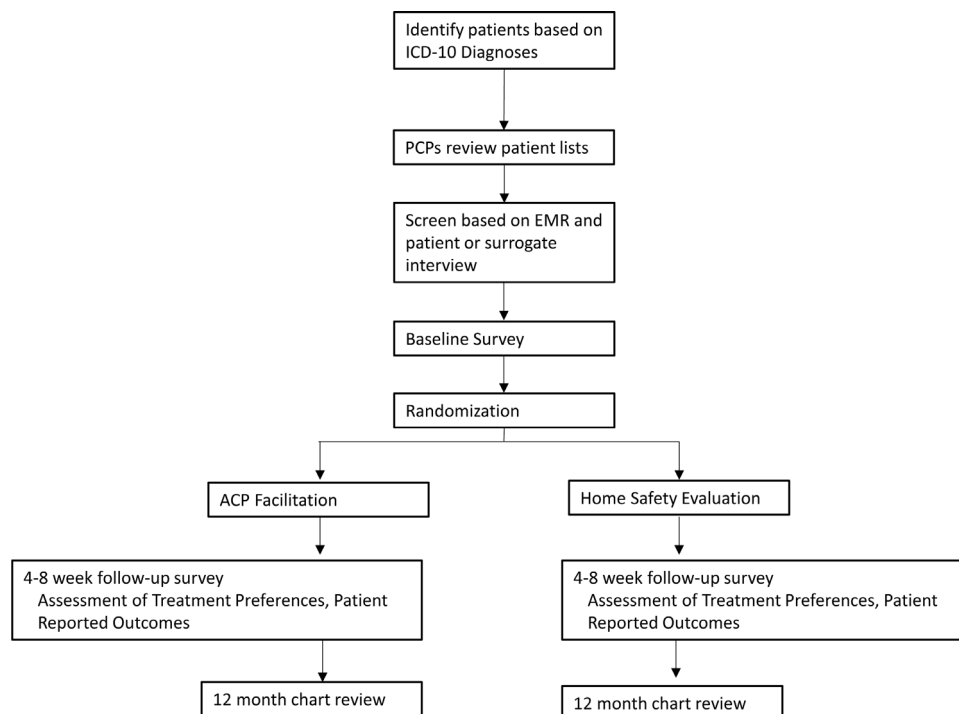 Identify patients based on
ICD-10 Diagnoses
PCPs review patient lists
Screen based on EMR and
patient or surrogate
interview
Baseline Survey
Randomization
ACP Facilitation
Home Safety Evaluation
4-8 week follow-up survey
Assessment of Treatment Preferences, Patient
Reported Outcomes
4-8 week follow-up survey
Assessment of Treatment Preferences, Patient
Reported Outcomes
12 month chart review
12 month chart review